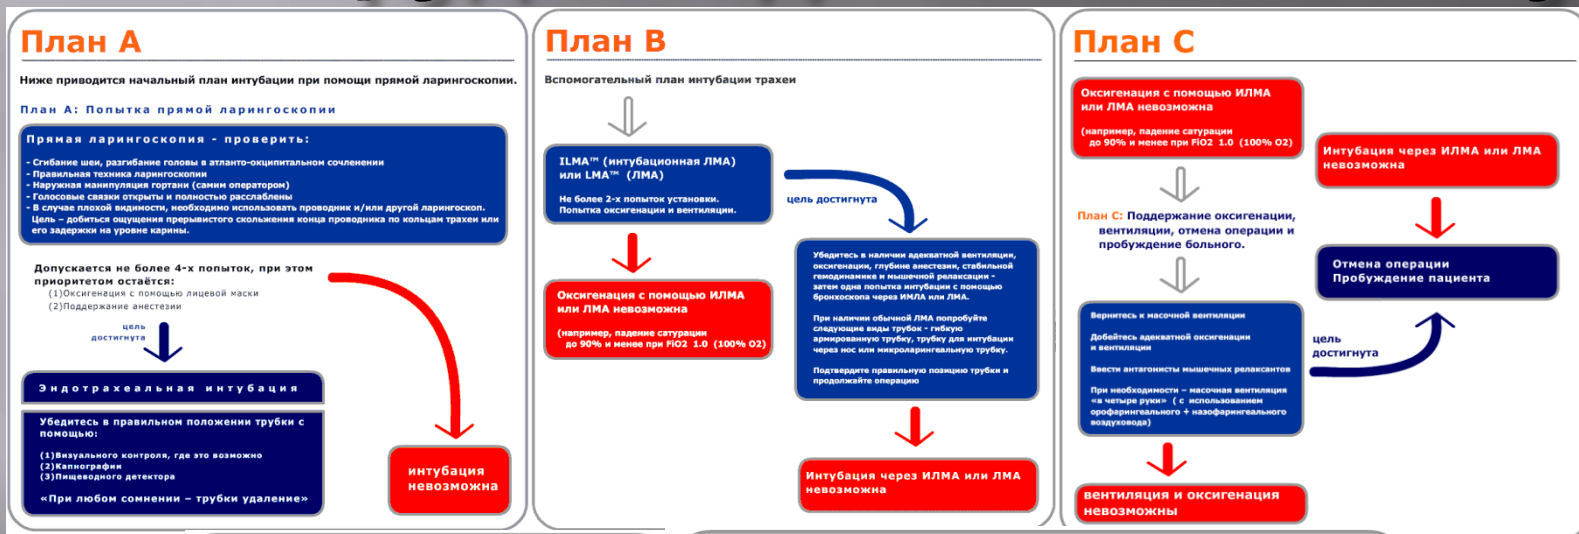 План А
Ниже приводится начальный план интубации при помощи прямой ларингоскопии.
План А: Попытка прямой ларингоскопии
Прямая ларингоскопия - проверить:
- Сгибание шеи, разгибание головы в атланто-окципитальном сочленении
- Правильная техника ларингоскопии
- Наружная манипуляция гортани (самим оператором)
- Голосовые связки открыты и полностью расслаблены
- В случае плохой видимости, необходимо использовать проводник и/или другой ларингоскоп.
Цель – добиться ощущения прерывистого скольжения конца проводника по кольцам трахеи или
его задержки на уровне карины.
Допускается не более 4-х попыток, при этом
приоритетом остаётся:
(1)Оксигенация с помощью лицевой маски
(2)Поддержание анестезии
цель
достигнута
Эндотрахеальная интубация
Убедитесь в правильном положении трубки с
помощью:
(1)Визуального контроля, где это возможно
(2)Капнографии
(3)Пищеводного детектора
«При любом сомнении – трубки удаление»
интубация
невозможна
План В
Вспомогательный план интубации трахеи
ILMA™ (интубационная ЛМА)
или LMA™ (ЛМА)
Не более 2-х попыток установки.
Попытка оксигенации и вентиляции.
цель достигнута
Оксигенация с помощью ИЛМА
или ЛМА невозможна
(например, падение сатурации
до 90% и менее при FiO2 1.0 (100% O2)
Убедитесь в наличии адекватной вентиляции,
оксигенации, глубине анестезии, стабильной
гемодинамике и мышечной релаксации -
затем одна попытка интубации с помощью
бронхоскопа через ИМЛА или ЛМА.
При наличии обычной ЛМА попробуйте
следующие виды трубок - гибкую
армированную трубку, трубку для интубации
через нос или микроларингеальную трубку.
Подтвердите правильную позицию трубки и
продолжайте операцию
Интубация через ИЛМА или ЛМА
невозможна
План С
Оксигенация с помощью ИЛМА
или ЛМА невозможна
(например, падение сатурации
до 90% и менее при FiO2 1.0 (100% O2)
План С: Поддержание оксигенации,
вентиляции, отмена операции и
пробуждение больного.
Вернитесь к масочной вентиляции
Добейтесь адекватной оксигенации
и вентиляции
Ввести антагонисты мышечных релаксантов
При необходимости – масочная вентиляция
«в четыре руки» ( с использованием
орофарингеального + назофарингеального
воздуховода)
вентиляция и оксигенация
невозможны
Интубация через ИЛМА или ЛМА
невозможна
Отмена операции
Пробуждение пациента
цель
достигнута